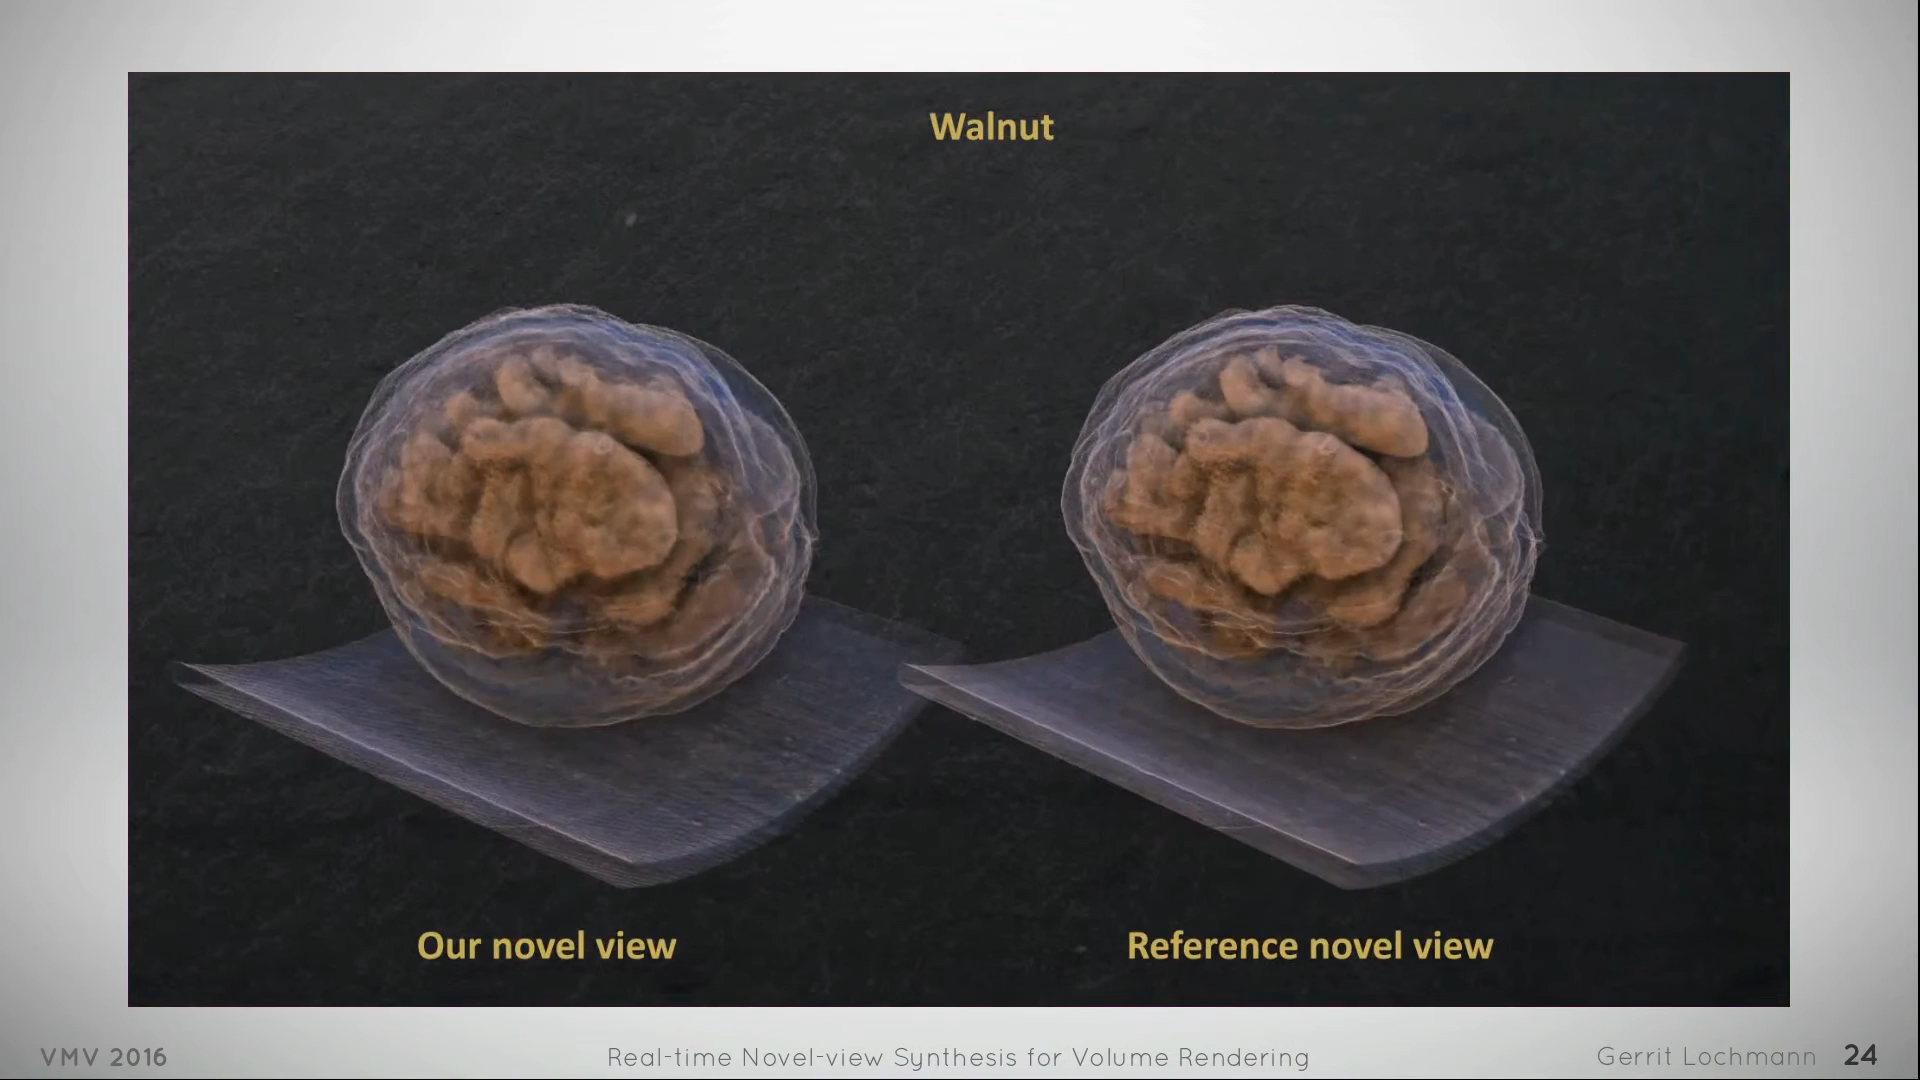 Walnut
Our novel view
Reference novel view
VMV 2016
Real-time Novel-view Synthesis for Volume Rendering
Gerrit Lochmann 24